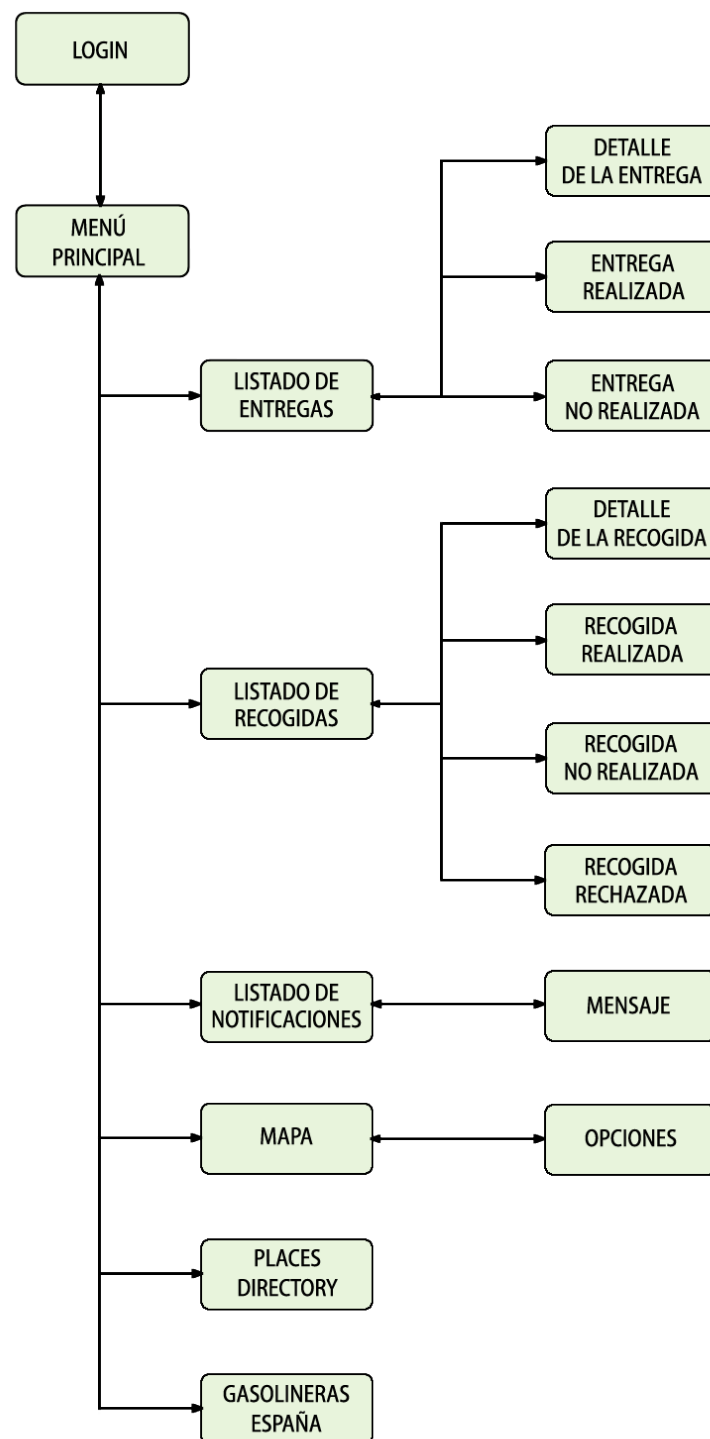 LOGIN
MENÚ
PRINCIPAL
LISTADO DE
ENTREGAS
DETALLE
DE LA ENTREGA
ENTREGA
REALIZADA
ENTREGA
NO REALIZADA
LISTADO DE
RECOGIDAS
DETALLE
DE LA RECOGIDA
RECOGIDA
REALIZADA
RECOGIDA
NO REALIZADA
RECOGIDA
RECHAZADA
LISTADO DE
NOTIFICACIONES
MENSAJE
MAPA
OPCIONES
PLACES
DIRECTORY
GASOLINERAS
ESPAÑA